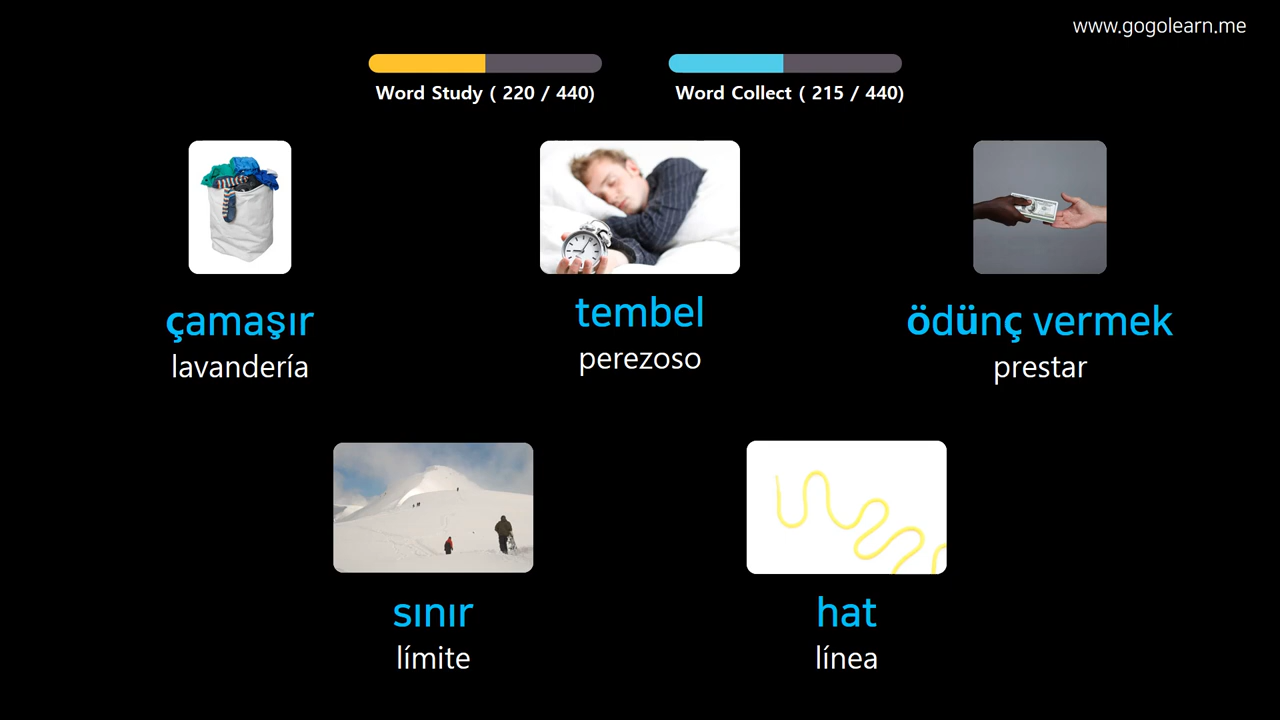 www.gogolearn.me
Word Study ( 220 / 440)
Word Collect ( 215 / 440)
çamaşır
lavandería
tembel
perezoso
ödünç vermek
prestar
sınır
límite
hat
línea